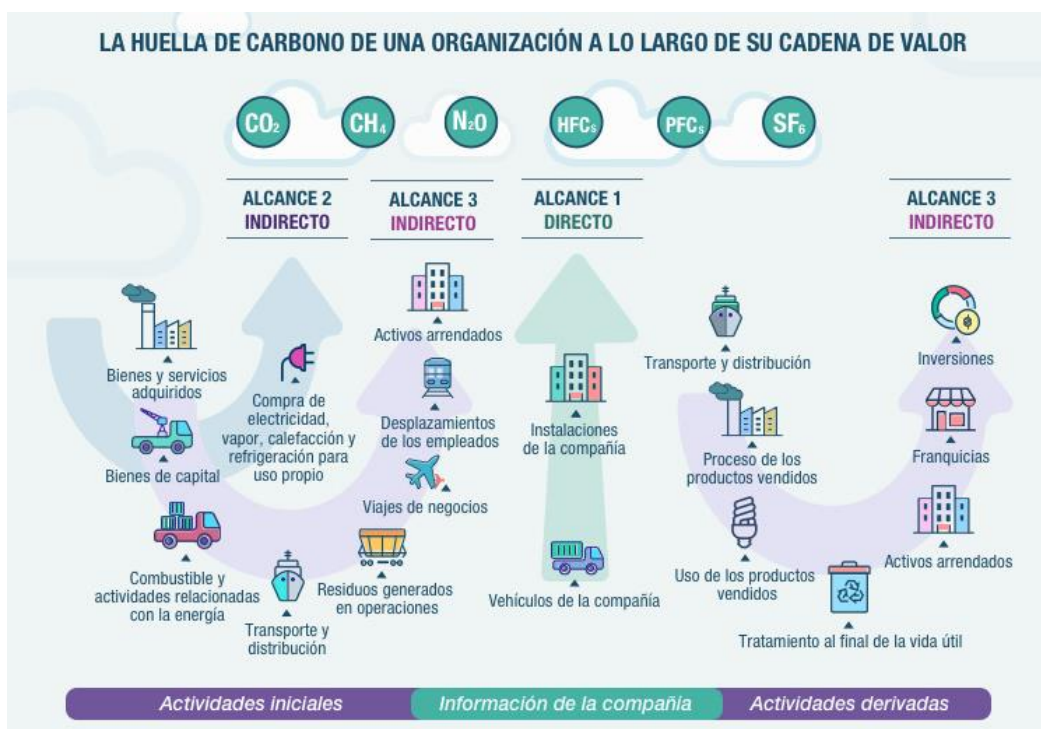 LA HUELLA DE CARBONO DE UNA ORGANIZACIÓN A LO LARGO DE SU CADENA DE VALOR
CO₂
CH₄
N₂O
HFCs
PFCs
SF₆
ALCANCE 2
INDIRECTO
ALCANCE 3
INDIRECTO
ALCANCE 1
DIRECTO
ALCANCE 3
INDIRECTO
Bienes y servicios
adquiridos
Bienes de capital
Combustible y
actividades relacionadas
con la energía
Compra de
electricidad,
vapor, calefacción y
refrigeración para
uso propio
Transporte y
distribución
Residuos generados
en operaciones
Viajes de negocios
Desplazamientos
de los empleados
Activos arrendados
Instalaciones
de la compañía
Vehículos de la compañía
Transporte y distribución
Proceso de los
productos vendidos
Uso de los productos
vendidos
Tratamiento al final de la vida útil
Activos arrendados
Franquicias
Inversiones
Actividades iniciales
Información de la compañía
Actividades derivadas